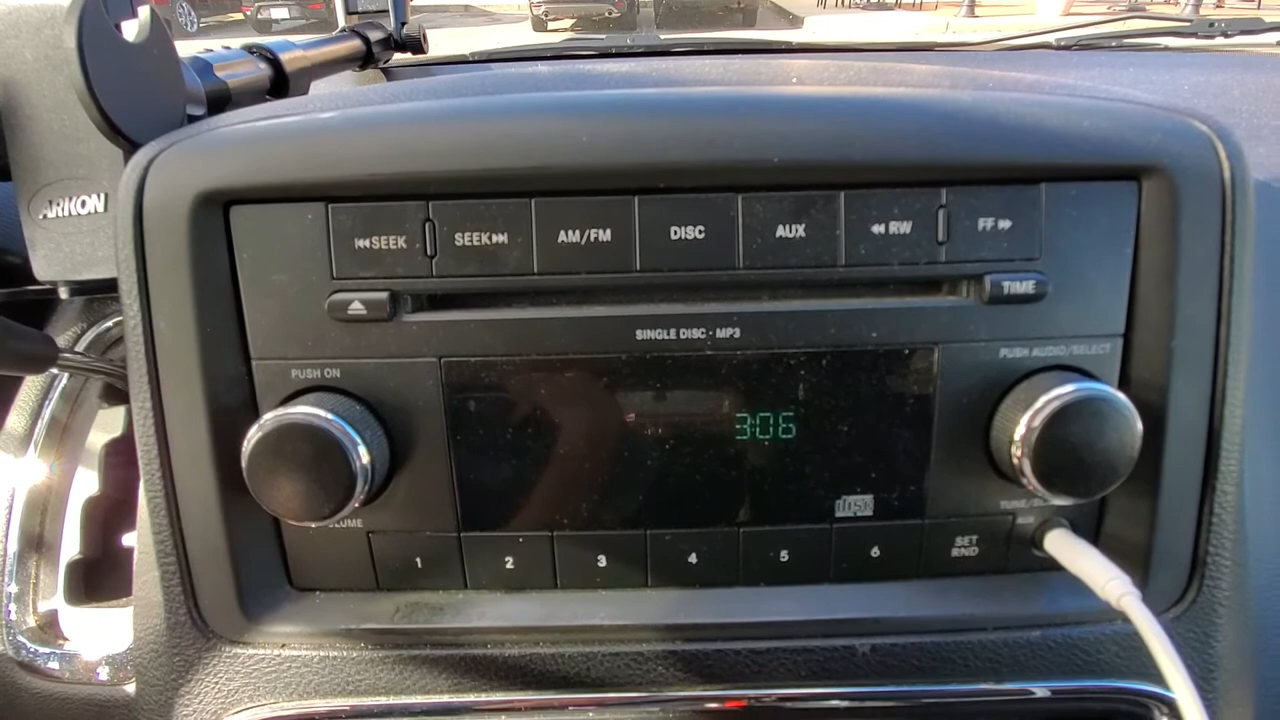 ARKON
SEEK
SEEK
AM/FM
DISC
AUX
RW
FF
TIME
SINGLE DISC · MP3
PUSH ON
PUSH AUDIO/SELECT
3:06
disc
1
2
3
4
5
6
SET
RND